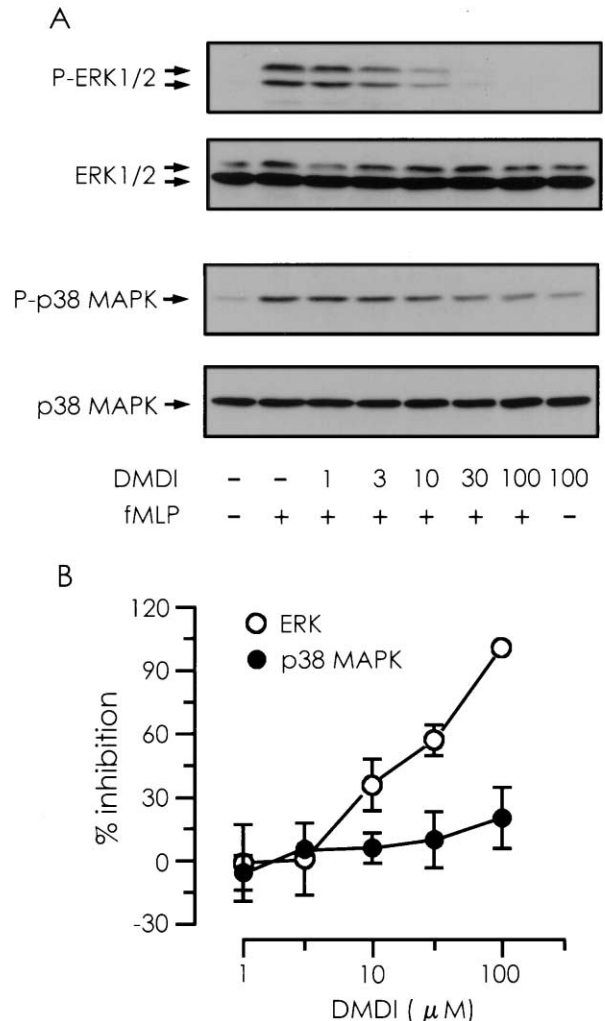 A
P-ERK1/2
ERK1/2
P-p38 MAPK
p38 MAPK
DMDI - - 1 3 10 30 100 100
fMLP - + + + + + + -
B
120
90
60
30
0
-30
% inhibition
ERK
p38 MAPK
1 10 100
DMDI ( μM)